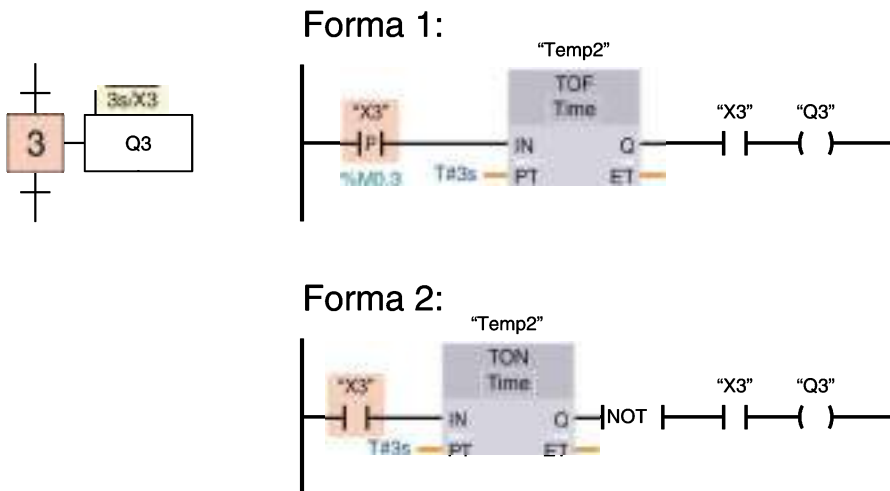 Forma 1:
"Temp2"
3s/X3
TOF
Time
"X3"
"X3"
"Q3"
3
Q3
P
IN
Q
%M0.3
T#3s
PT
ET
Forma 2:
"Temp2"
TON
Time
"X3"
"X3"
"Q3"
IN
Q
NOT
T#3s
PT
ET